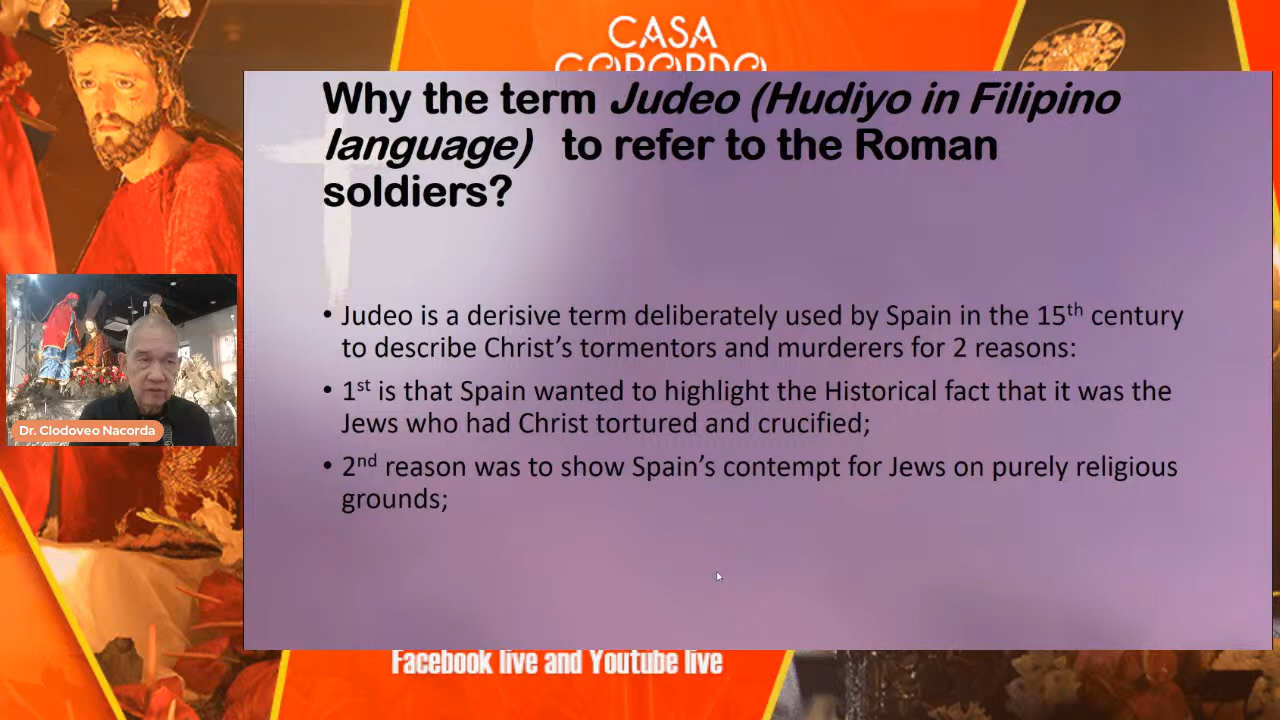 CASA
GORORDO
Why the term Judeo (Hudiyo in Filipino
language) to refer to the Roman
soldiers?
• Judeo is a derisive term deliberately used by Spain in the 15th century
to describe Christ's tormentors and murderers for 2 reasons:
• 1st is that Spain wanted to highlight the Historical fact that it was the
Jews who had Christ tortured and crucified;
• 2nd reason was to show Spain's contempt for Jews on purely religious
grounds;
Dr. Clodoveo Nacorda
Facebook live and Youtube live